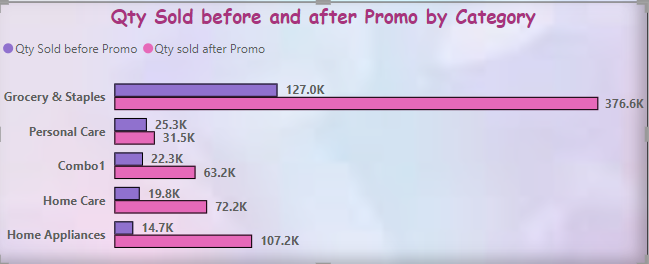 Qty Sold before and after Promo by Category
Qty Sold before Promo Qty sold after Promo
Grocery & Staples 127.0K 376.6K
Personal Care 25.3K 31.5K
Combo1 22.3K 63.2K
Home Care 19.8K 72.2K
Home Appliances 14.7K 107.2K